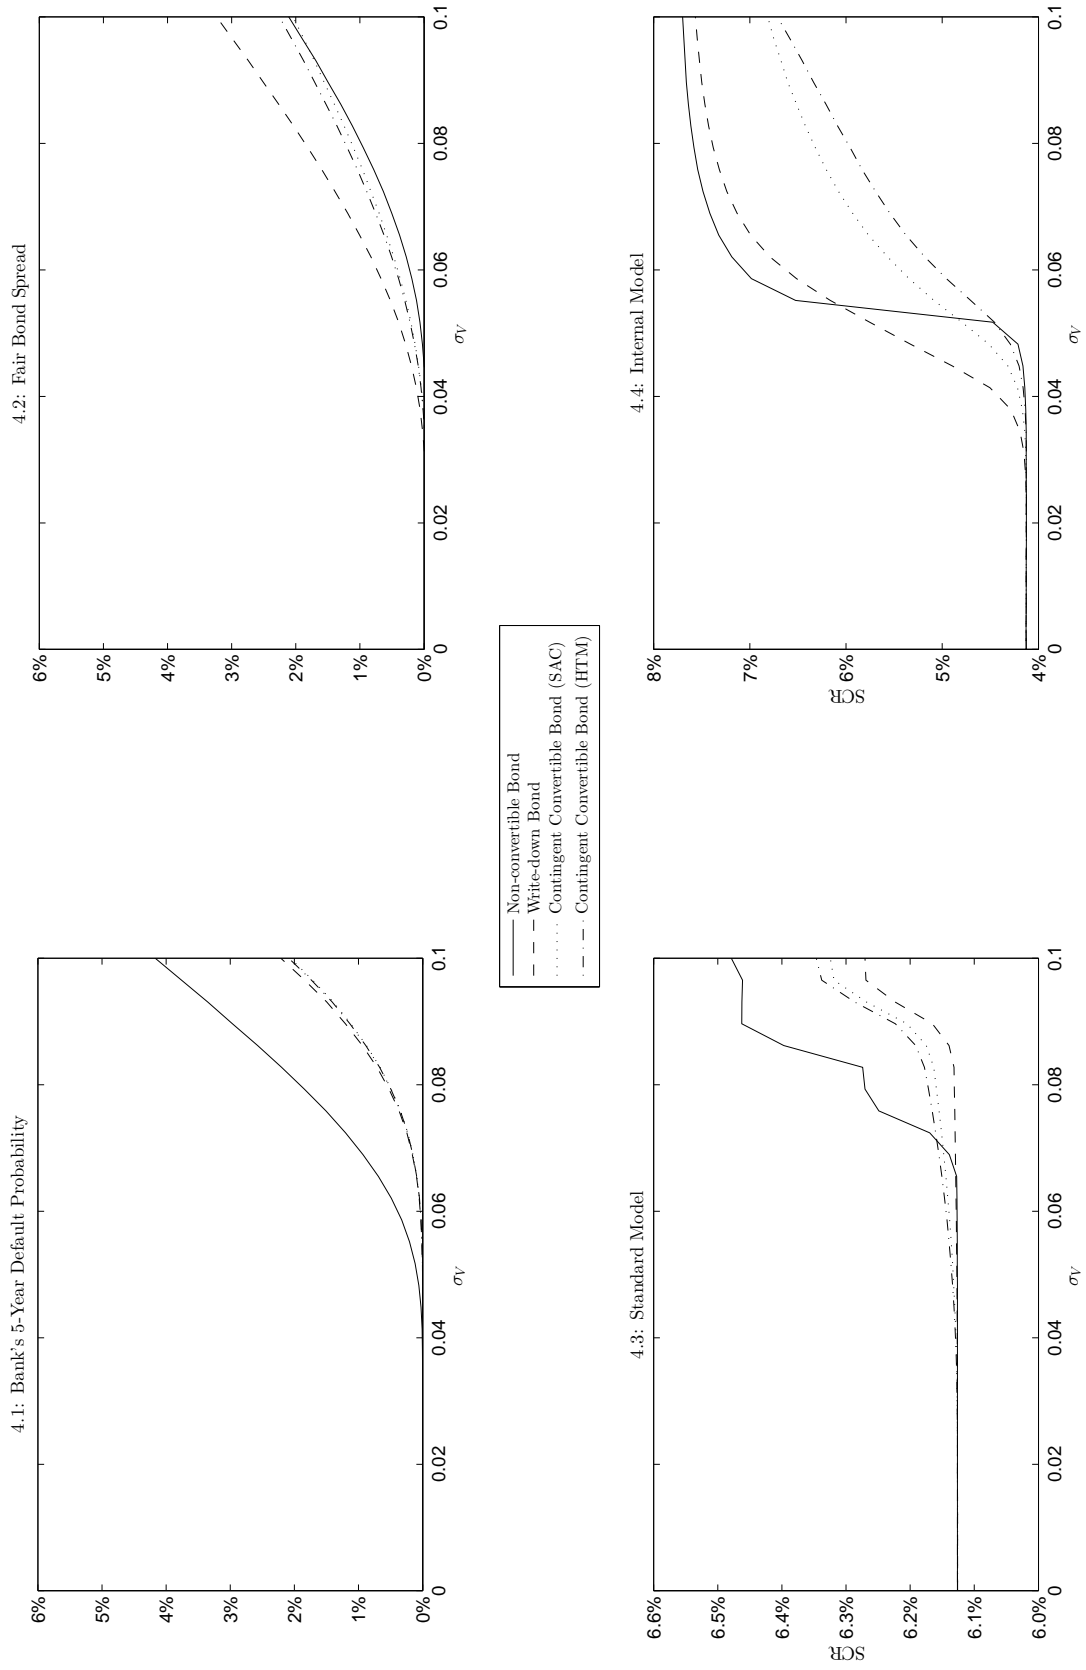 4.1: Bank's 5-Year Default Probability
6%
5%
4%
3%
2%
1%
0%
0 0.02 0.04 0.06 0.08 0.1
σV
4.2: Fair Bond Spread
6%
5%
4%
3%
2%
1%
0%
0 0.02 0.04 0.06 0.08 0.1
σV
Non-convertible Bond
Write-down Bond
Contingent Convertible Bond (SAC)
Contingent Convertible Bond (HTM)
4.3: Standard Model
SCR
6.6%
6.5%
6.4%
6.3%
6.2%
6.1%
6.0%
0 0.02 0.04 0.06 0.08 0.1
σV
4.4: Internal Model
SCR
8%
7%
6%
5%
4%
0 0.02 0.04 0.06 0.08 0.1
σV